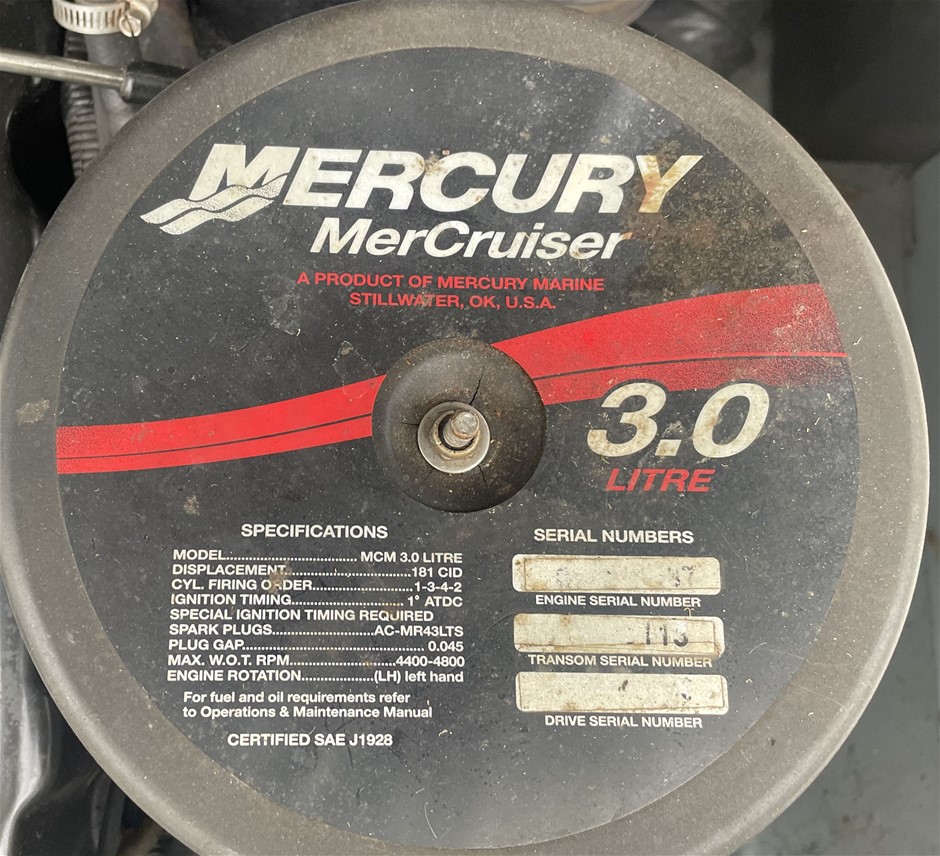 MERCURY
MerCruiser
A PRODUCT OF MERCURY MARINE
STILLWATER, OK, U.S.A.
3.0
LITRE
SPECIFICATIONS
MODEL................................... MCM 3.0 LITRE
DISPLACEMENT.................................181 CID
CYL. FIRING ORDER..........................1-3-4-2
IGNITION TIMING............................. 1° ATDC
SPECIAL IGNITION TIMING REQUIRED
SPARK PLUGS...........................AC-MR43LTS
PLUG GAP................................................ 0.045
MAX. W.O.T. RPM............................4400-4800
ENGINE ROTATION...................(LH) left hand
For fuel and oil requirements refer
to Operations & Maintenance Manual
CERTIFIED SAE J1928
SERIAL NUMBERS
ENGINE SERIAL NUMBER
113
TRANSOM SERIAL NUMBER
DRIVE SERIAL NUMBER